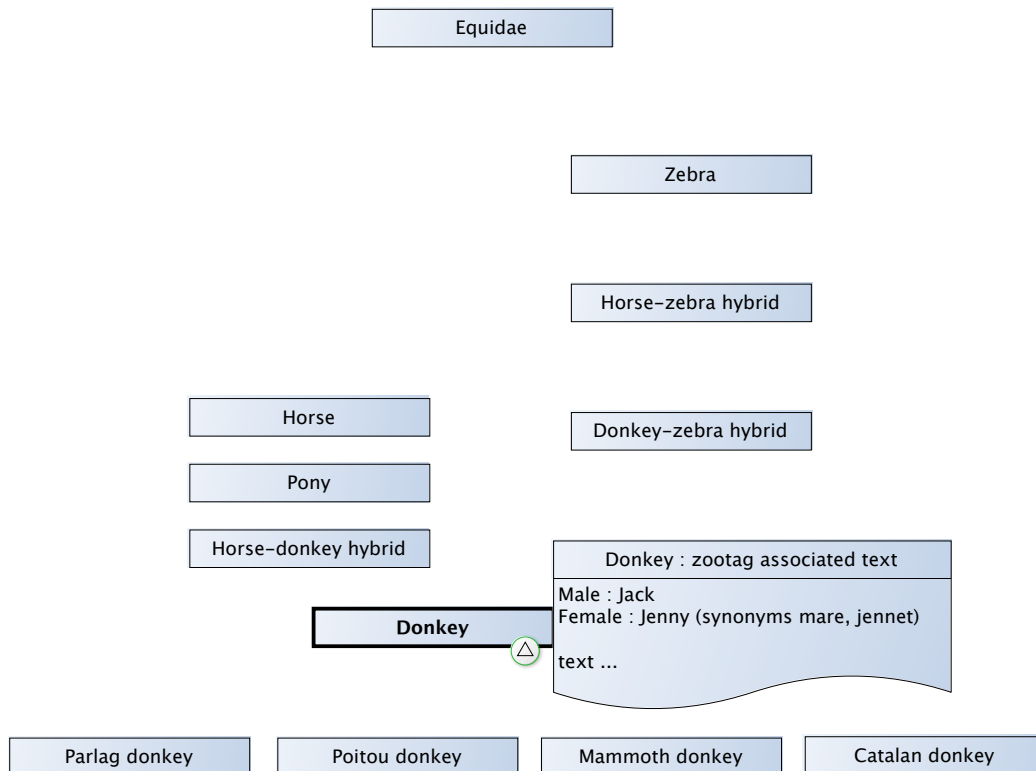 Equidae
Zebra
Horse–zebra hybrid
Horse
Donkey–zebra hybrid
Pony
Horse–donkey hybrid
Donkey : zootag associated text
Male : Jack
Female : Jenny (synonyms mare, jennet)
Donkey
text ...
Parlag donkey
Poitou donkey
Mammoth donkey
Catalan donkey